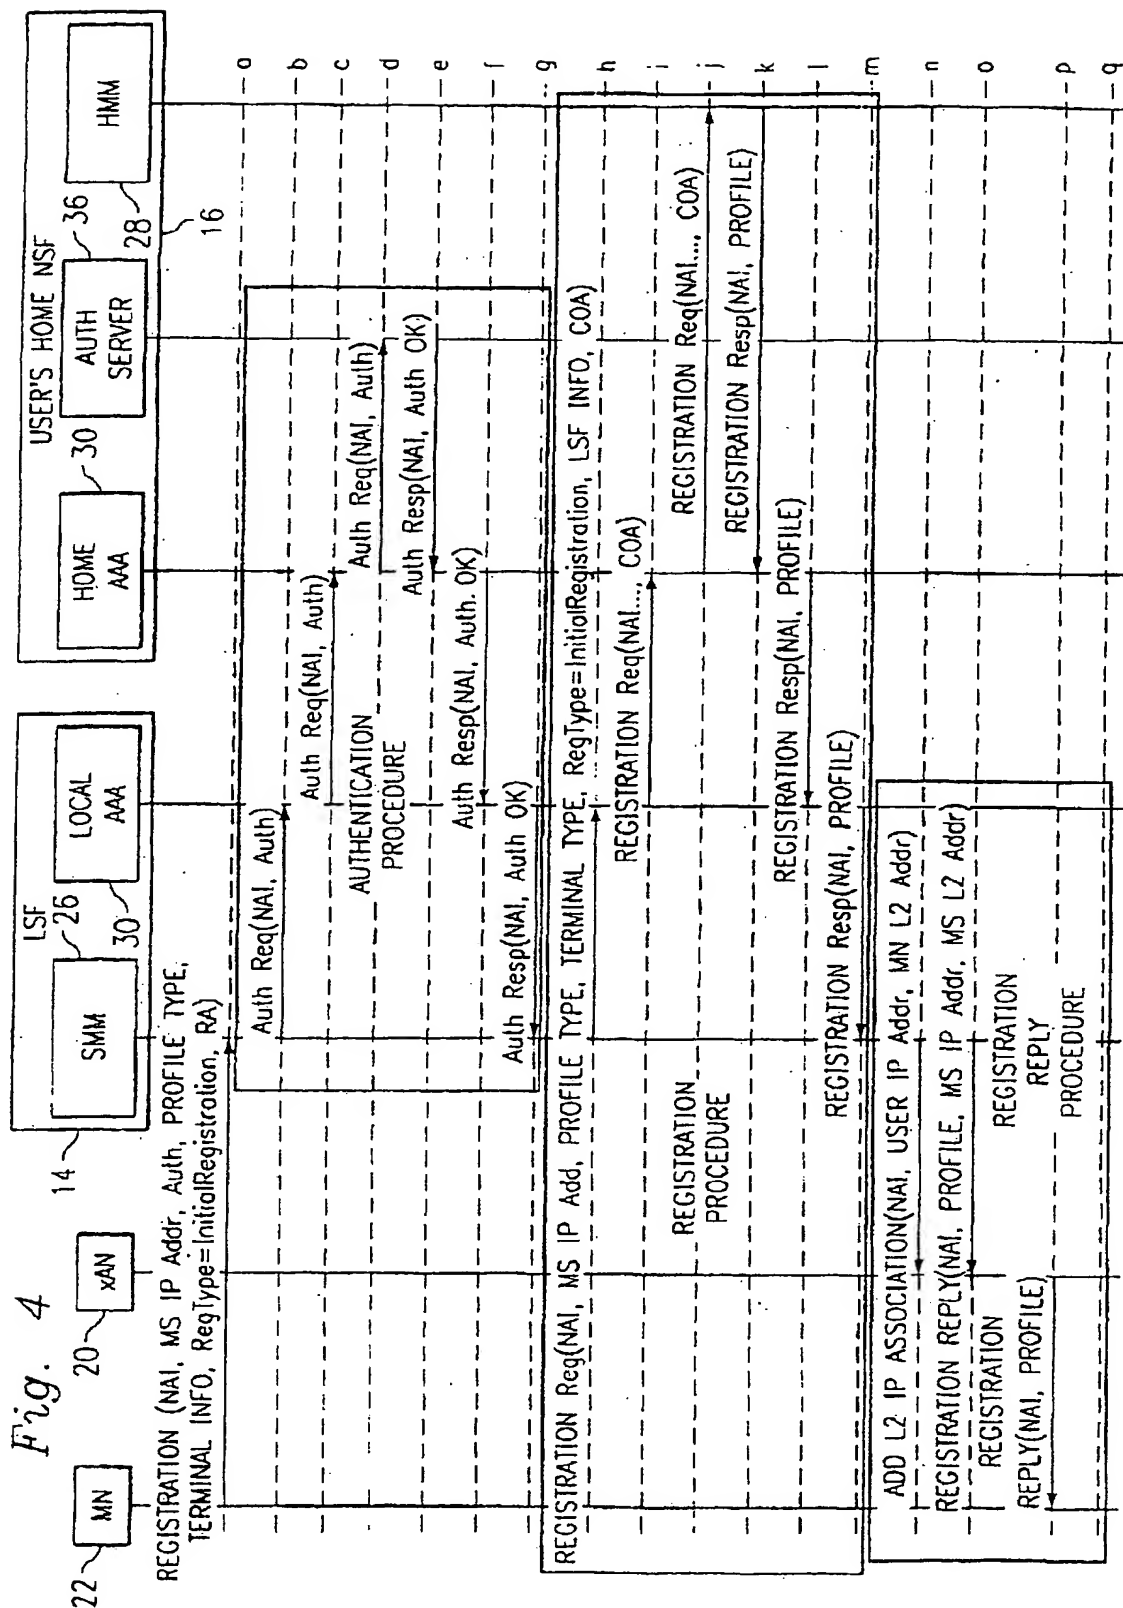 Fig. 4
USER'S HOME NSF
LSF
22
MN
20
xAN
14
SMM
26
LOCAL
AAA
30
HOME
AAA
30
AUTH
SERVER
36
HMM
28
16
REGISTRATION (NAI, MS IP Addr, Auth, PROFILE TYPE,
TERMINAL INFO, RegType=InitialRegistration, RA)
a
Auth Req(NAI, Auth)
b
Auth Req(NAI, Auth)
c
Auth Req(NAI, Auth)
d
AUTHENTICATION
PROCEDURE
Auth Resp(NAI, Auth OK)
e
Auth Resp(NAI, Auth. OK)
f
Auth Resp(NAI, Auth OK)
g
REGISTRATION Req(NAI, MS IP Add, PROFILE TYPE, TERMINAL TYPE, RegType=InitialRegistration, LSF INFO, COA)
h
REGISTRATION Req(NAI..., COA)
i
REGISTRATION Req(NAI..., COA)
j
REGISTRATION
PROCEDURE
REGISTRATION Resp(NAI, PROFILE)
k
REGISTRATION Resp(NAI, PROFILE)
l
REGISTRATION Resp(NAI, PROFILE)
m
ADD L2 IP ASSOCIATION(NAI, USER IP Addr, MN L2 Addr)
n
REGISTRATION REPLY(NAI, PROFILE, MS IP Addr, MS L2 Addr)
o
REGISTRATION
REPLY(NAI, PROFILE)
REGISTRATION
REPLY
PROCEDURE
p
q